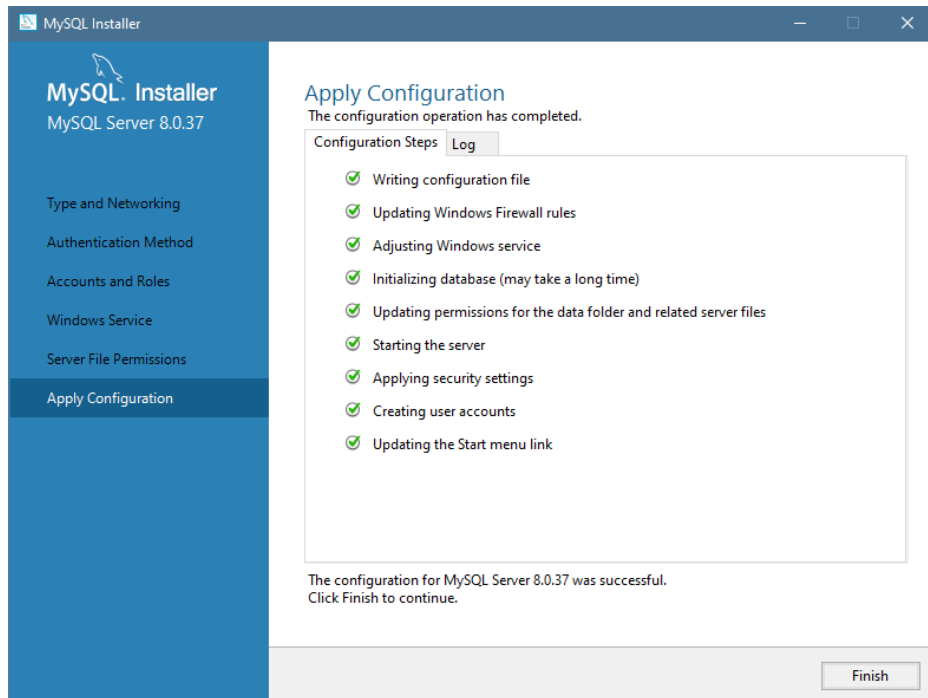 MySQL Installer
MySQL. Installer
MySQL Server 8.0.37
Type and Networking
Authentication Method
Accounts and Roles
Windows Service
Server File Permissions
Apply Configuration
Apply Configuration
The configuration operation has completed.
Configuration Steps Log
Writing configuration file
Updating Windows Firewall rules
Adjusting Windows service
Initializing database (may take a long time)
Updating permissions for the data folder and related server files
Starting the server
Applying security settings
Creating user accounts
Updating the Start menu link
The configuration for MySQL Server 8.0.37 was successful.
Click Finish to continue.
Finish